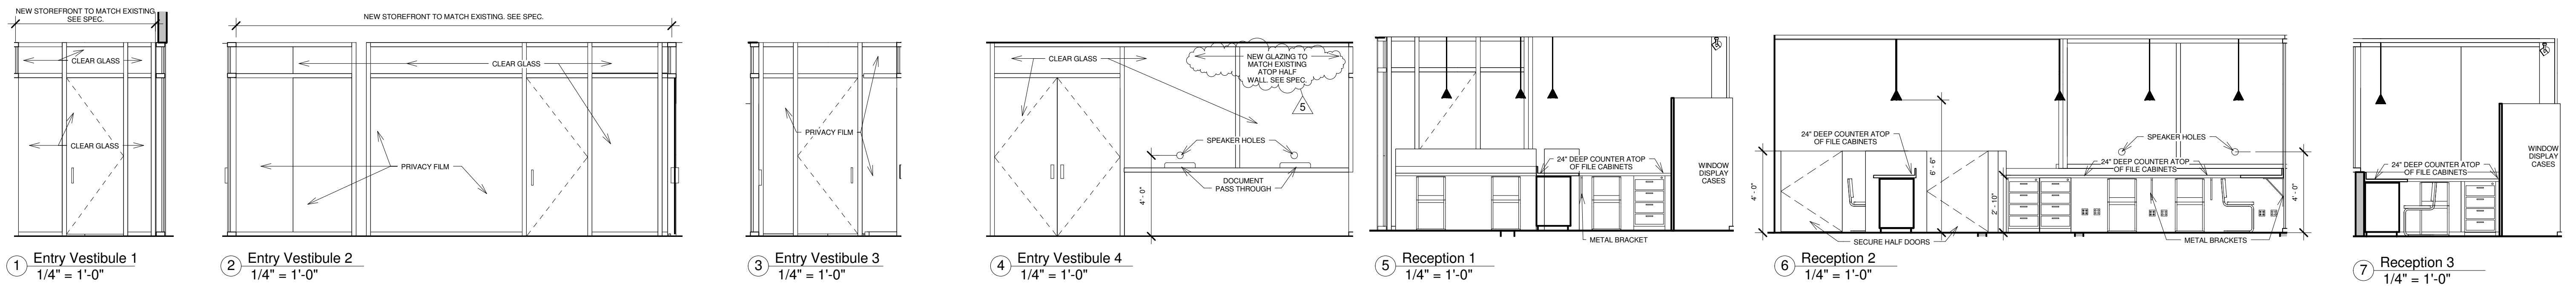 NEW STOREFRONT TO MATCH EXISTING.
SEE SPEC.
CLEAR GLASS
CLEAR GLASS
1 Entry Vestibule 1
1/4" = 1'-0"
NEW STOREFRONT TO MATCH EXISTING. SEE SPEC.
CLEAR GLASS
PRIVACY FILM
2 Entry Vestibule 2
1/4" = 1'-0"
PRIVACY FILM
3 Entry Vestibule 3
1/4" = 1'-0"
CLEAR GLASS
NEW GLAZING TO
MATCH EXISTING
ATOP HALF
WALL. SEE SPEC.
5
SPEAKER HOLES
DOCUMENT
PASS THROUGH
4' - 0"
4 Entry Vestibule 4
1/4" = 1'-0"
24" DEEP COUNTER ATOP
OF FILE CABINETS
WINDOW
DISPLAY
CASES
METAL BRACKET
5 Reception 1
1/4" = 1'-0"
24" DEEP COUNTER ATOP
OF FILE CABINETS
SPEAKER HOLES
24" DEEP COUNTER ATOP
OF FILE CABINETS
4' - 0"
6' - 6"
2' - 10"
4' - 0"
SECURE HALF DOORS
METAL BRACKETS
6 Reception 2
1/4" = 1'-0"
24" DEEP COUNTER ATOP
OF FILE CABINETS
WINDOW
DISPLAY
CASES
7 Reception 3
1/4" = 1'-0"